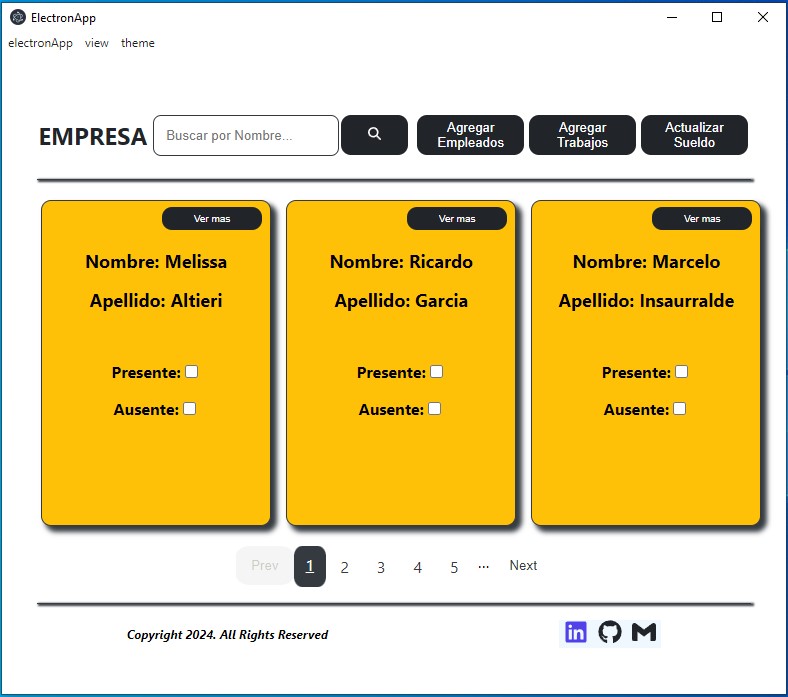 ElectronApp
electronApp view theme
EMPRESA
Buscar por Nombre...
Agregar
Empleados
Agregar
Trabajos
Actualizar
Sueldo
Ver mas
Nombre: Melissa
Apellido: Altieri
Presente:
Ausente:
Ver mas
Nombre: Ricardo
Apellido: Garcia
Presente:
Ausente:
Ver mas
Nombre: Marcelo
Apellido: Insaurralde
Presente:
Ausente:
Prev 1 2 3 4 5 ... Next
Copyright 2024. All Rights Reserved
in